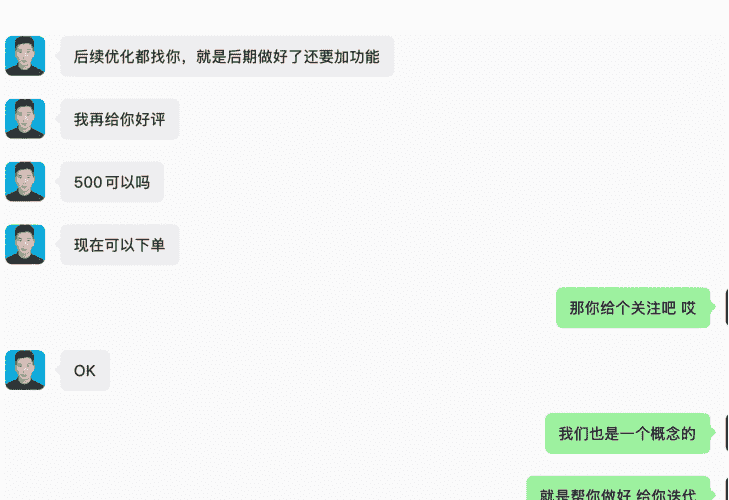 后续优化都找你，就是后期做好了还要加功能
我再给你好评
500可以吗
现在可以下单
那你给个关注吧 哎
OK
我们也是一个概念的
就是帮你做好 给你迭代